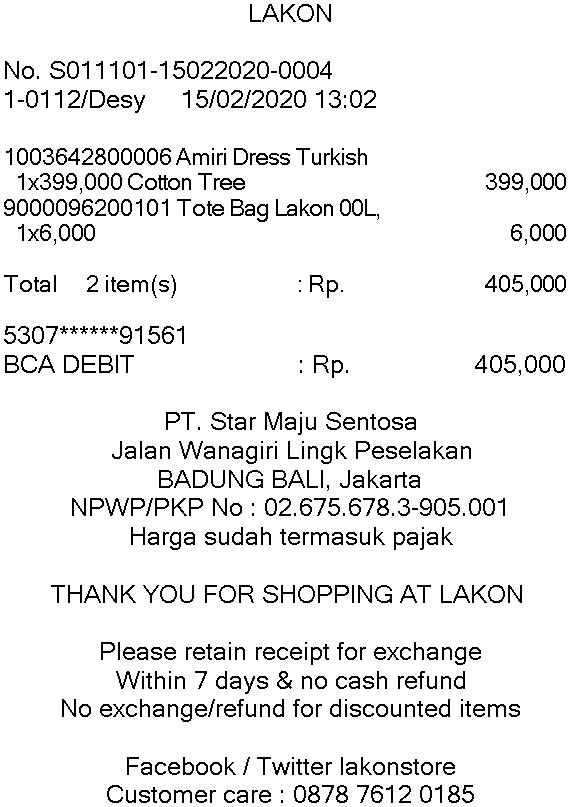 LAKON
No. S011101-15022020-0004
1-0112/Desy 15/02/2020 13:02
1003642800006 Amiri Dress Turkish
1x399,000 Cotton Tree 399,000
9000096200101 Tote Bag Lakon 00L,
1x6,000 6,000
Total 2 item(s) : Rp. 405,000
5307******91561
BCA DEBIT : Rp. 405,000
PT. Star Maju Sentosa
Jalan Wanagiri Lingk Peselakan
BADUNG BALI, Jakarta
NPWP/PKP No : 02.675.678.3-905.001
Harga sudah termasuk pajak
THANK YOU FOR SHOPPING AT LAKON
Please retain receipt for exchange
Within 7 days & no cash refund
No exchange/refund for discounted items
Facebook / Twitter lakonstore
Customer care : 0878 7612 0185